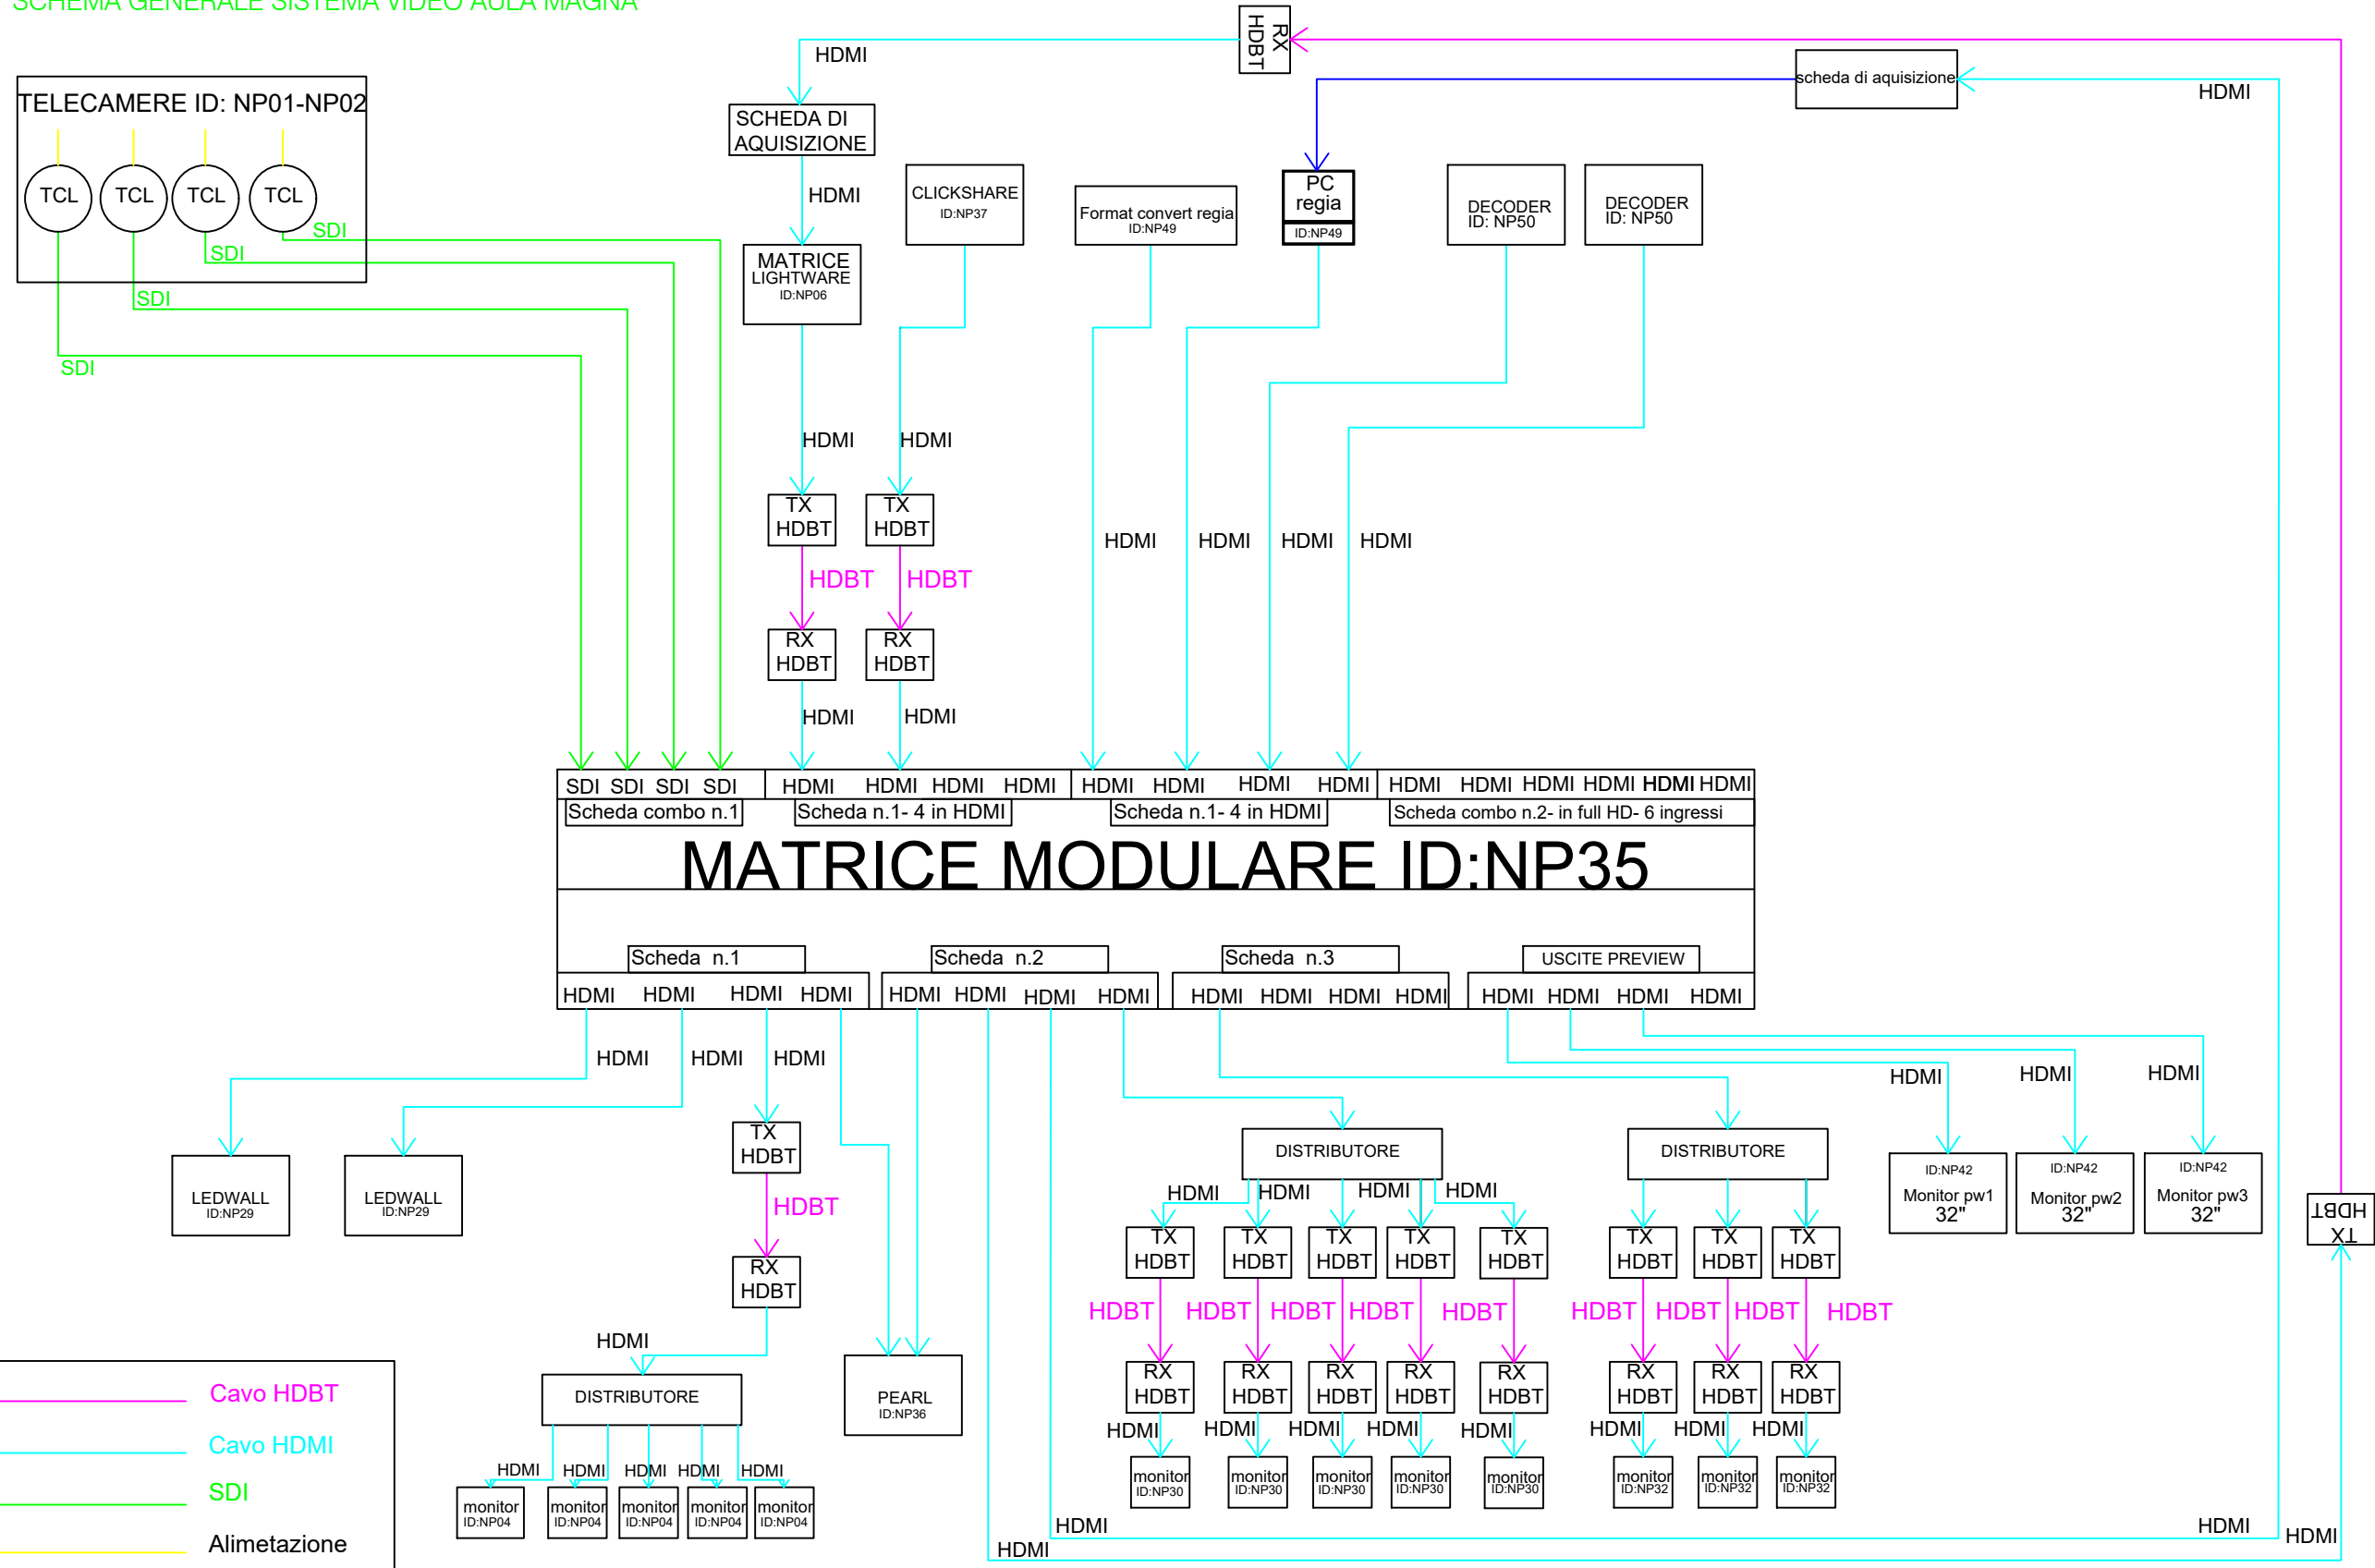 SCHEMA GENERALE SISTEMA VIDEO AULA MAGNA
RX
HDBT
HDMI
scheda di aquisizione
HDMI
TELECAMERE ID: NP01-NP02
TCL
TCL
TCL
TCL
SDI
SDI
SDI
SDI
SCHEDA DI
AQUISIZIONE
HDMI
MATRICE
LIGHTWARE
ID:NP06
CLICKSHARE
ID:NP37
Format convert regia
ID:NP49
PC
regia
ID:NP49
DECODER
ID: NP50
DECODER
ID: NP50
HDMI
HDMI
TX
HDBT
TX
HDBT
HDMI
HDMI
HDMI
HDMI
HDBT
HDBT
RX
HDBT
RX
HDBT
HDMI
HDMI
SDI SDI SDI SDI
HDMI HDMI HDMI HDMI
HDMI HDMI HDMI HDMI
HDMI HDMI HDMI HDMI HDMI HDMI
Scheda combo n.1
Scheda n.1- 4 in HDMI
Scheda n.1- 4 in HDMI
Scheda combo n.2- in full HD- 6 ingressi
MATRICE MODULARE ID:NP35
Scheda n.1
Scheda n.2
Scheda n.3
USCITE PREVIEW
HDMI HDMI HDMI HDMI
HDMI HDMI HDMI HDMI
HDMI HDMI HDMI HDMI
HDMI HDMI HDMI HDMI
HDMI
HDMI
HDMI
HDMI
HDMI
HDMI
LEDWALL
ID:NP29
LEDWALL
ID:NP29
TX
HDBT
HDBT
RX
HDBT
HDMI
DISTRIBUTORE
HDMI
HDMI
HDMI
HDMI
HDMI
monitor
ID:NP04
monitor
ID:NP04
monitor
ID:NP04
monitor
ID:NP04
monitor
ID:NP04
PEARL
ID:NP36
DISTRIBUTORE
HDMI
HDMI
HDMI
HDMI
TX
HDBT
TX
HDBT
TX
HDBT
TX
HDBT
TX
HDBT
HDBT
HDBT
HDBT
HDBT
HDBT
RX
HDBT
RX
HDBT
RX
HDBT
RX
HDBT
RX
HDBT
HDMI
HDMI
HDMI
HDMI
HDMI
monitor
ID:NP30
monitor
ID:NP30
monitor
ID:NP30
monitor
ID:NP30
monitor
ID:NP30
DISTRIBUTORE
TX
HDBT
TX
HDBT
TX
HDBT
HDBT
HDBT
HDBT
HDBT
RX
HDBT
RX
HDBT
RX
HDBT
HDMI
HDMI
HDMI
monitor
ID:NP32
monitor
ID:NP32
monitor
ID:NP32
ID:NP42
Monitor pw1
32"
ID:NP42
Monitor pw2
32"
ID:NP42
Monitor pw3
32"
TX
HDBT
HDMI
HDMI
HDMI
HDMI
Cavo HDBT
Cavo HDMI
SDI
Alimetazione